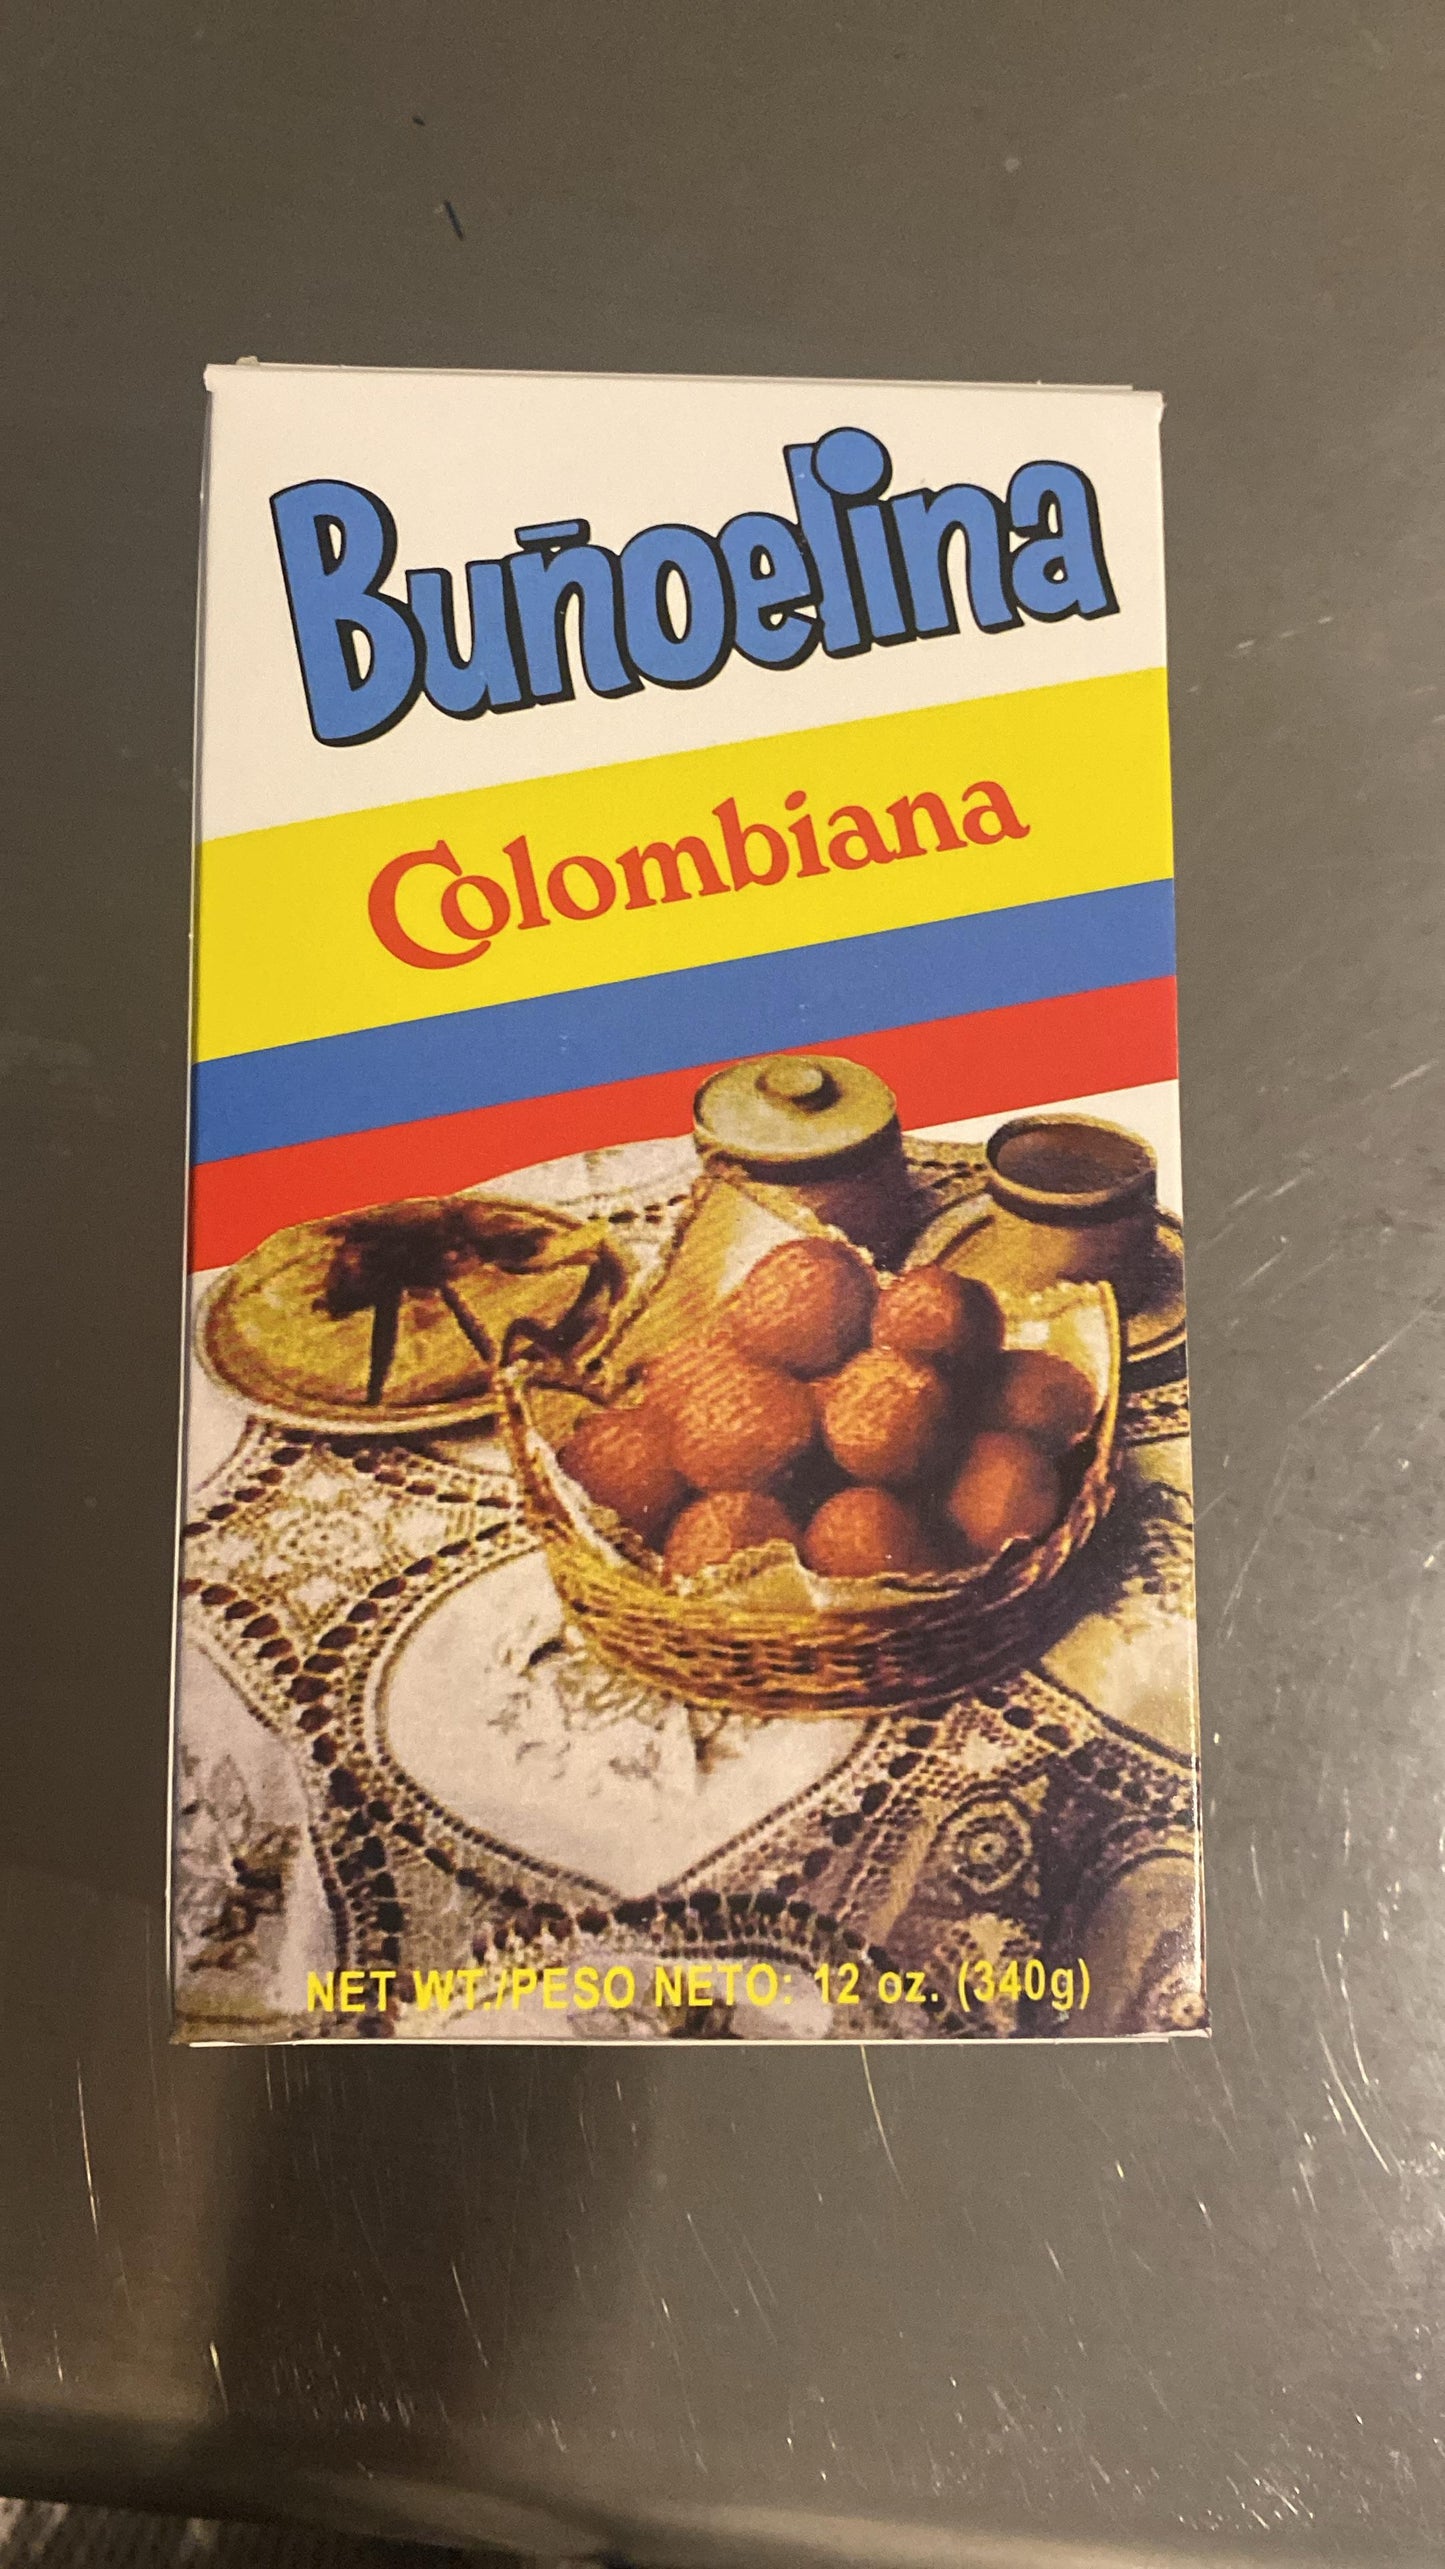 Buñoelina
Colombiana
NET WT./PESO NETO: 12 oz. (340g)